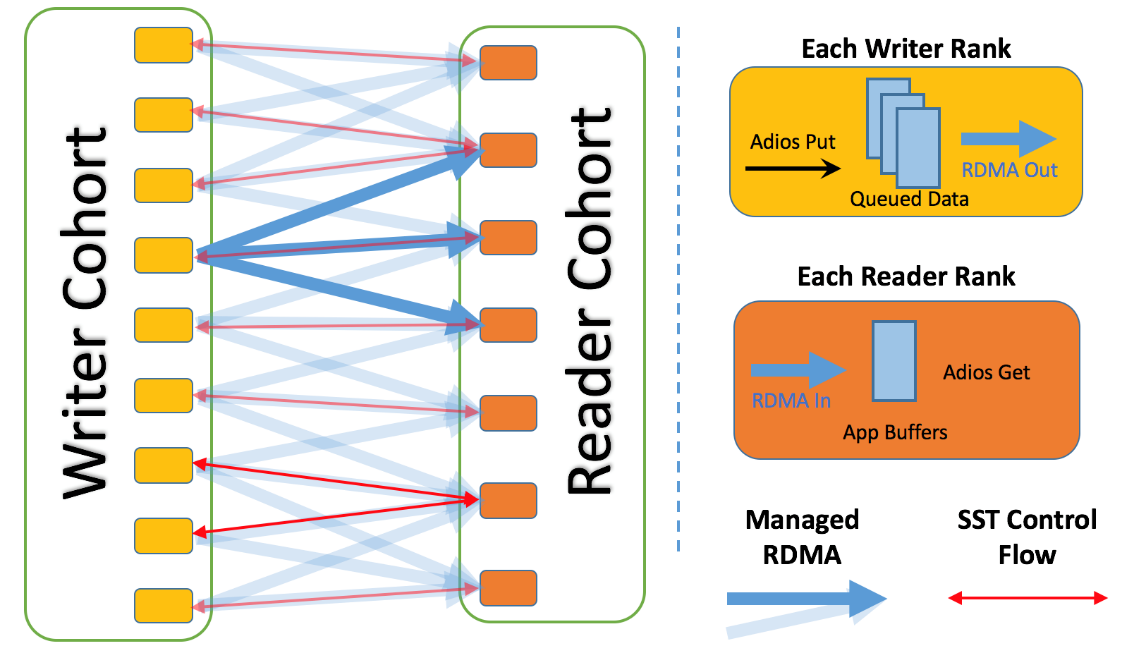 Writer Cohort
Reader Cohort
Each Writer Rank
Adios Put
RDMA Out
Queued Data
Each Reader Rank
RDMA In
Adios Get
App Buffers
Managed
RDMA
SST Control
Flow